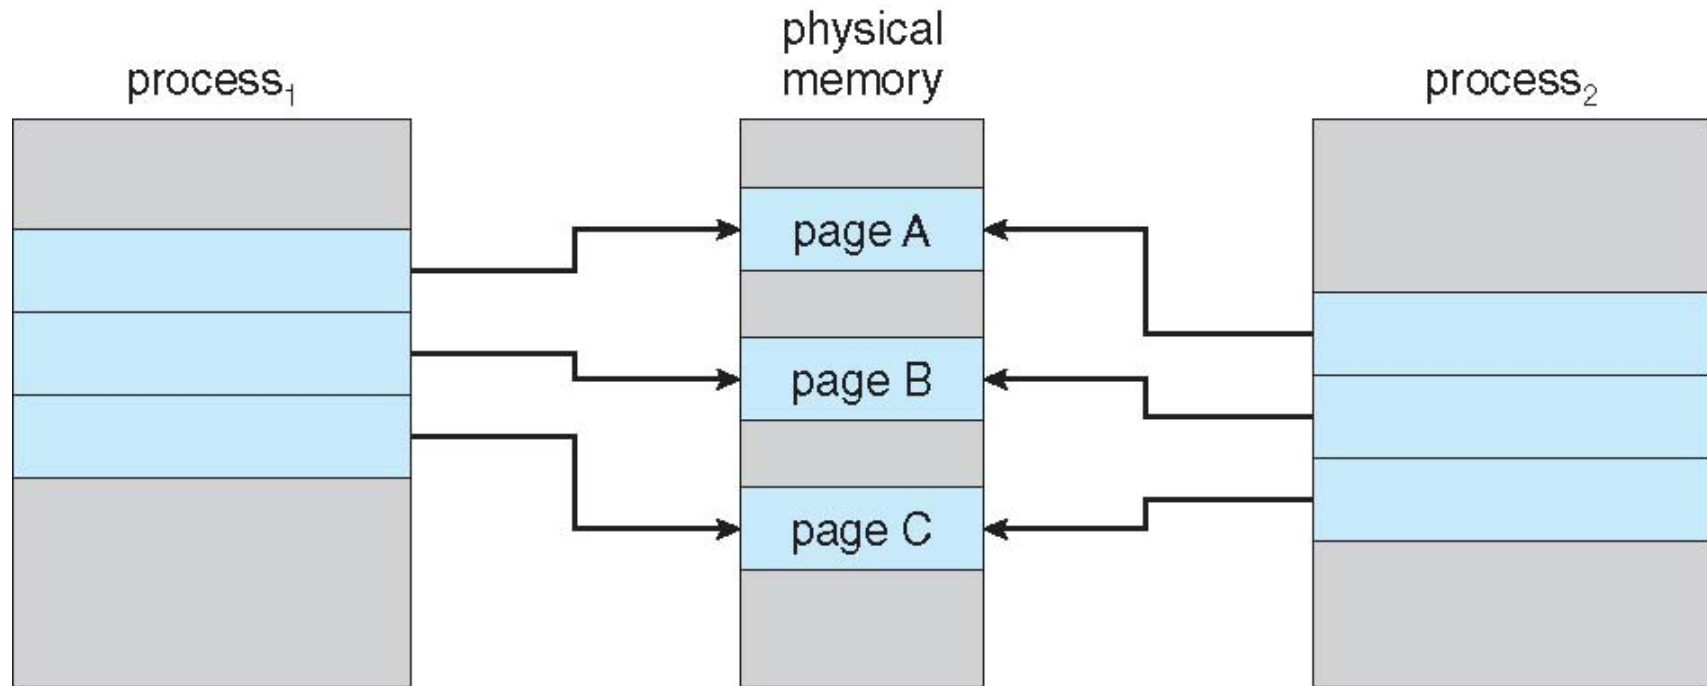 process₁
physical
memory
process₂
page A
page B
page C